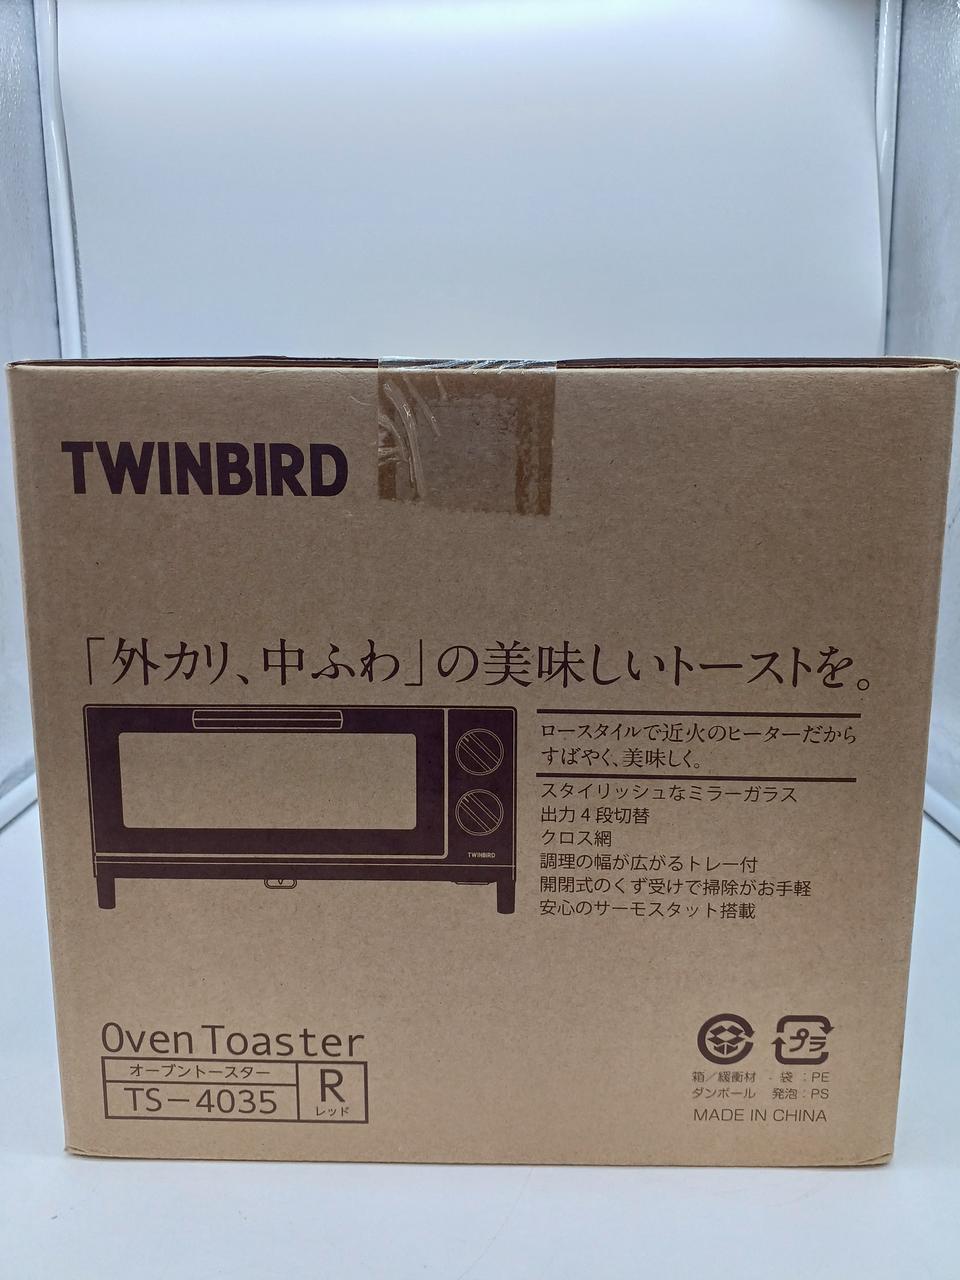 TWINBIRD
「外カリ、中ふわ」の美味しいトーストを。
ロースタイルで近火のヒーターだから
すばやく、美味しく。
スタイリッシュなミラーガラス
出力4段切替
クロス網
調理の幅が広がるトレー付
開閉式のくず受けで掃除がお手軽
安心のサーモスタット搭載
TWINBIRD
Oven Toaster
オーブントースター
TS-4035
R
レッド
プラ
箱/緩衝材 - 袋:PE
ダンボール 発泡:PS
MADE IN CHINA